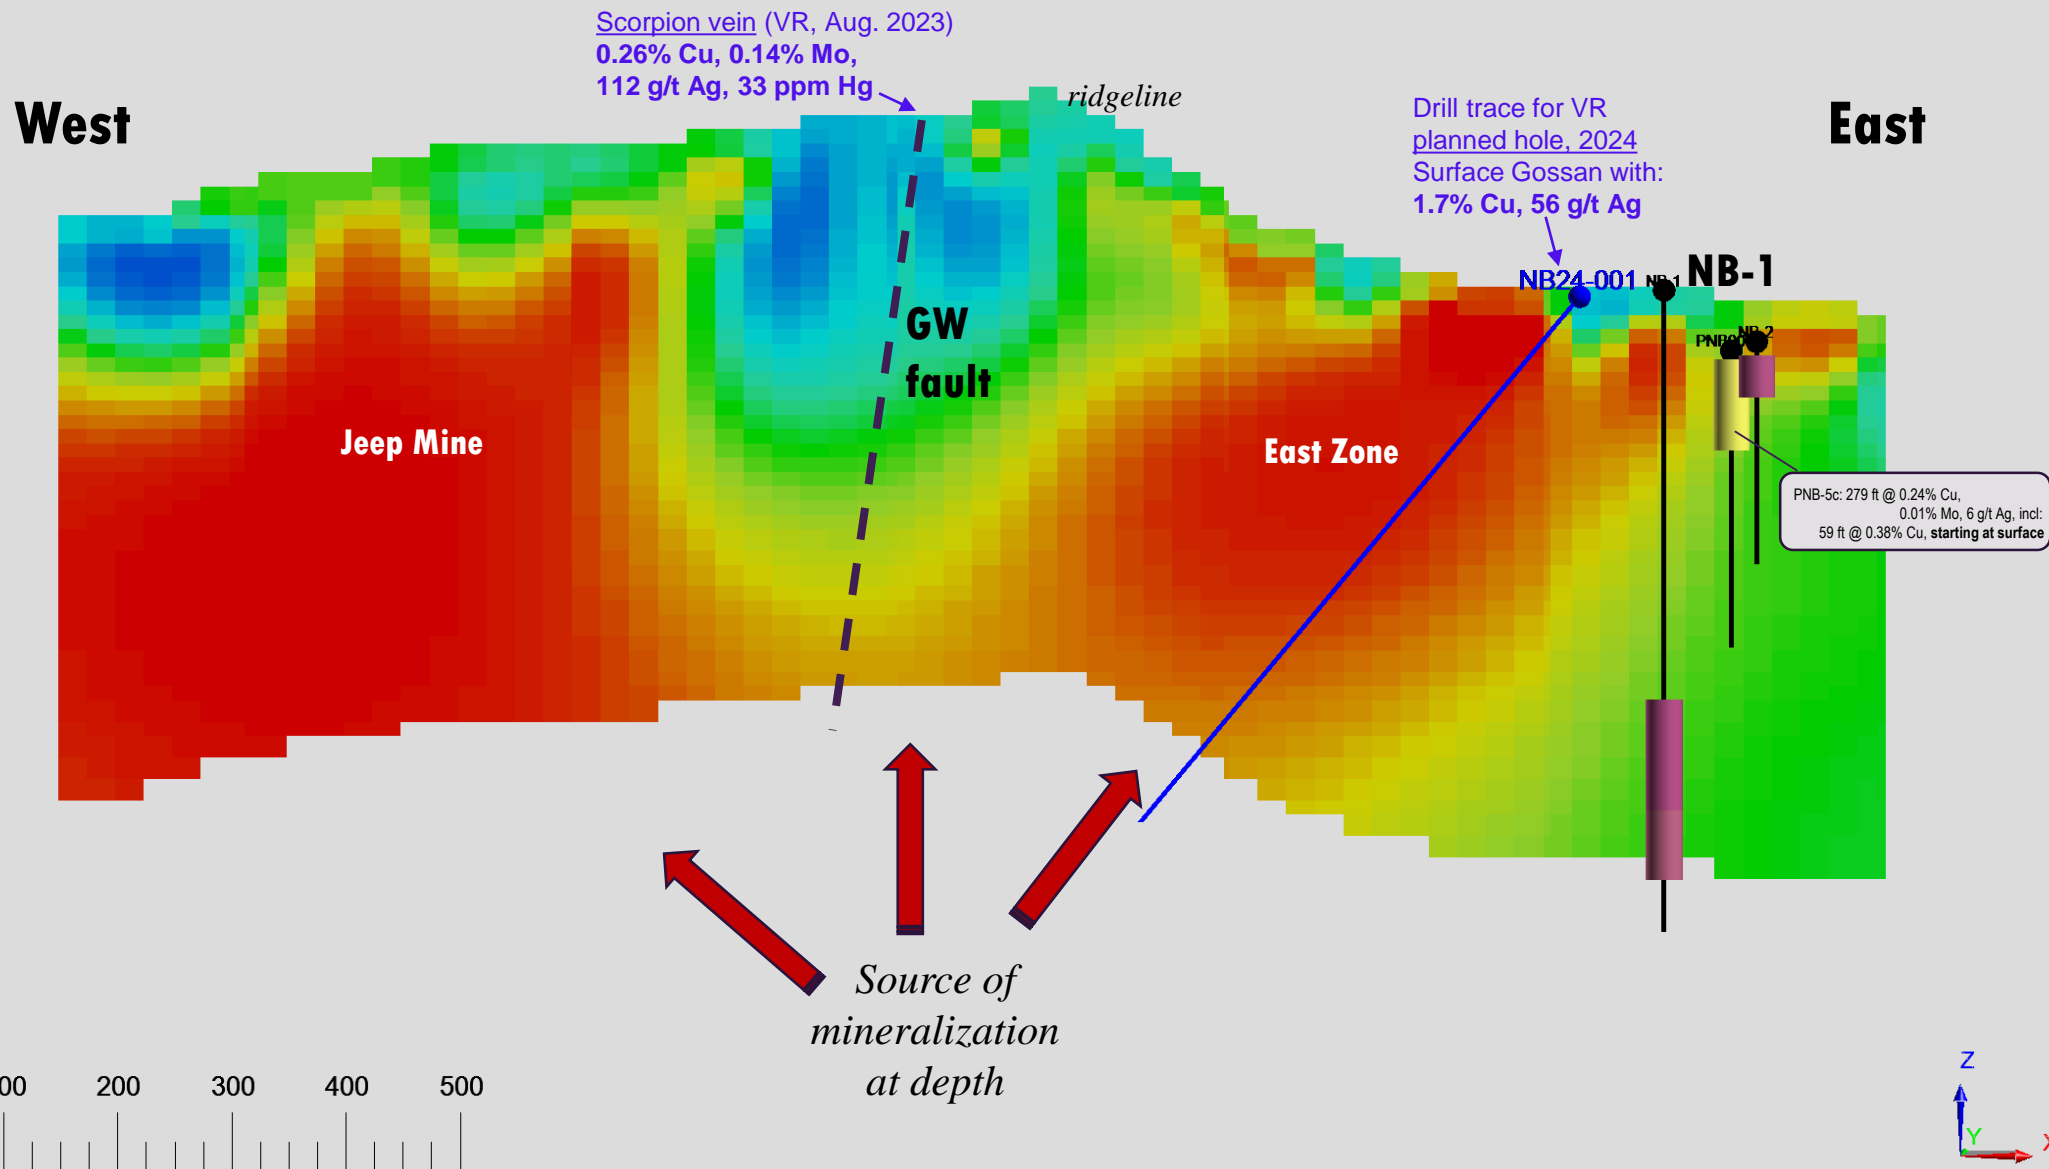 Scorpion vein (VR, Aug. 2023)
0.26% Cu, 0.14% Mo,
112 g/t Ag, 33 ppm Hg
ridgeline
West
East
Drill trace for VR
planned hole, 2024
Surface Gossan with:
1.7% Cu, 56 g/t Ag
NB24-001
NB-1
NB-1
NB-2
GW
fault
Jeep Mine
East Zone
PNB-5c: 279 ft @ 0.24% Cu,
0.01% Mo, 6 g/t Ag, incl:
59 ft @ 0.38% Cu, starting at surface
Source of
mineralization
at depth
00
200
300
400
500
Z
Y
X